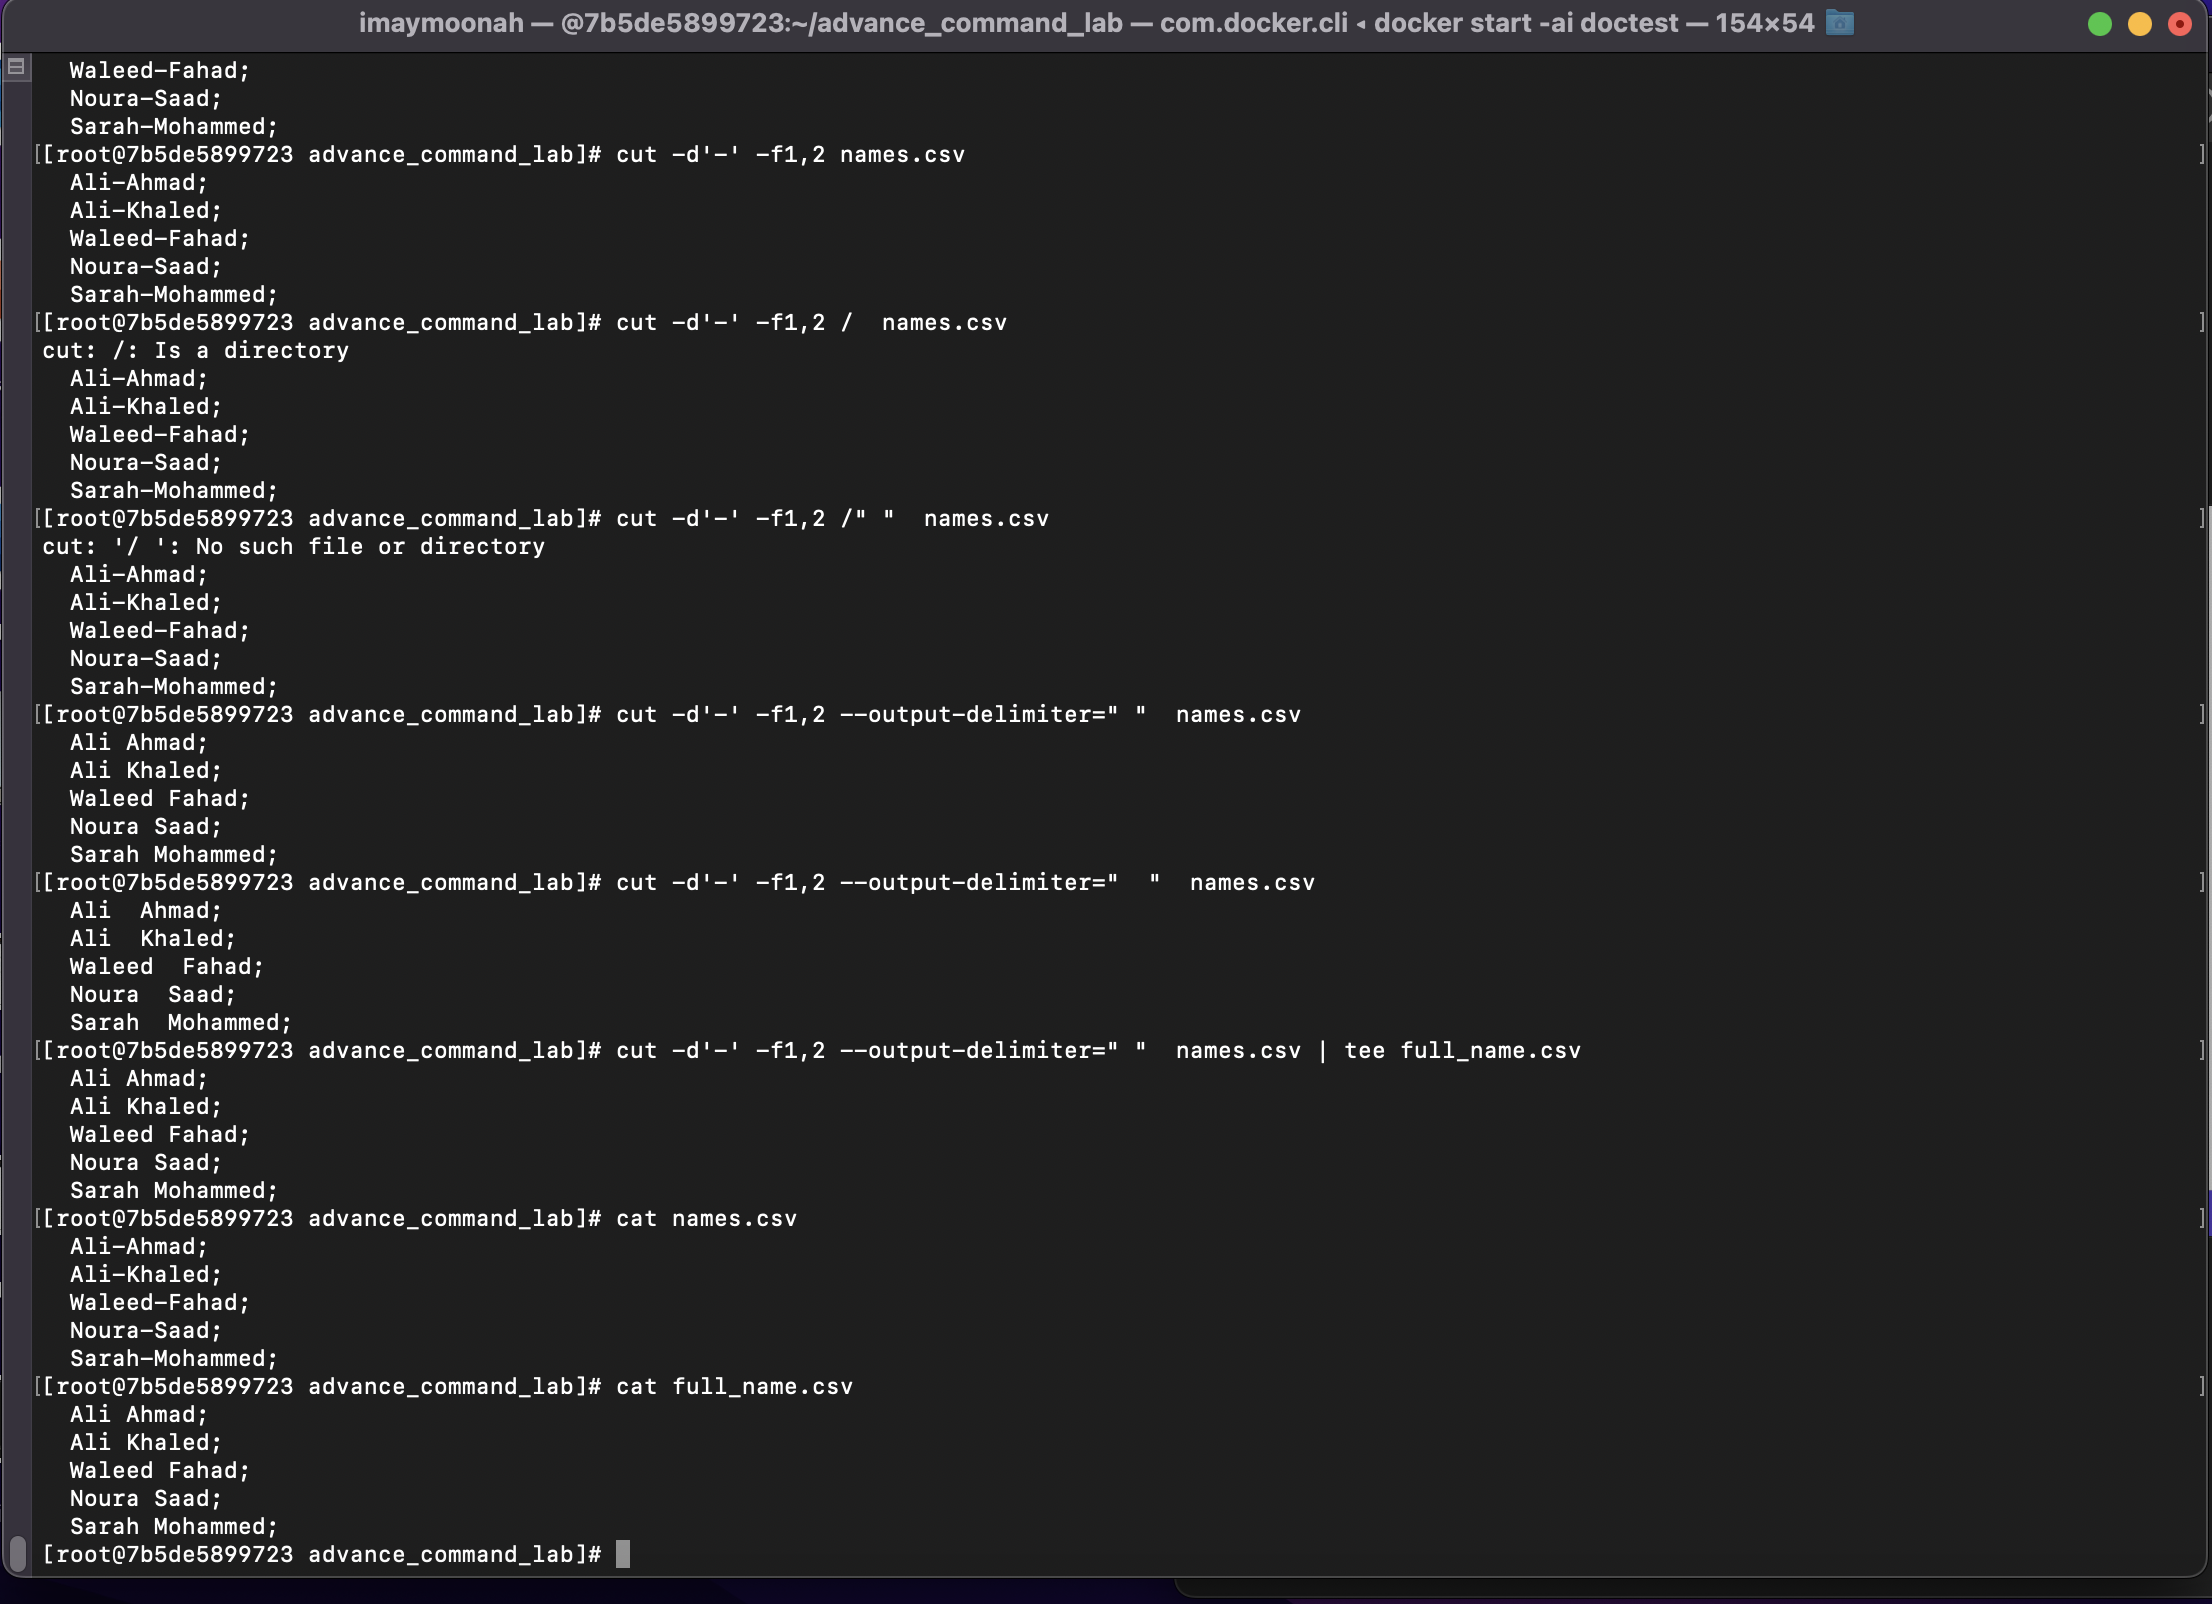 imaymoonah — @7b5de5899723:~/advance_command_lab — com.docker.cli ◂ docker start -ai doctest — 154×54
  Waleed-Fahad;
  Noura-Saad;
  Sarah-Mohammed;
[[root@7b5de5899723 advance_command_lab]# cut -d'-' -f1,2 names.csv ]
  Ali-Ahmad;
  Ali-Khaled;
  Waleed-Fahad;
  Noura-Saad;
  Sarah-Mohammed;
[[root@7b5de5899723 advance_command_lab]# cut -d'-' -f1,2 /  names.csv ]
cut: /: Is a directory
  Ali-Ahmad;
  Ali-Khaled;
  Waleed-Fahad;
  Noura-Saad;
  Sarah-Mohammed;
[[root@7b5de5899723 advance_command_lab]# cut -d'-' -f1,2 /" "  names.csv ]
cut: '/ ': No such file or directory
  Ali-Ahmad;
  Ali-Khaled;
  Waleed-Fahad;
  Noura-Saad;
  Sarah-Mohammed;
[[root@7b5de5899723 advance_command_lab]# cut -d'-' -f1,2 --output-delimiter=" "  names.csv ]
  Ali Ahmad;
  Ali Khaled;
  Waleed Fahad;
  Noura Saad;
  Sarah Mohammed;
[[root@7b5de5899723 advance_command_lab]# cut -d'-' -f1,2 --output-delimiter="  "  names.csv ]
  Ali  Ahmad;
  Ali  Khaled;
  Waleed  Fahad;
  Noura  Saad;
  Sarah  Mohammed;
[[root@7b5de5899723 advance_command_lab]# cut -d'-' -f1,2 --output-delimiter=" "  names.csv | tee full_name.csv ]
  Ali Ahmad;
  Ali Khaled;
  Waleed Fahad;
  Noura Saad;
  Sarah Mohammed;
[[root@7b5de5899723 advance_command_lab]# cat names.csv ]
  Ali-Ahmad;
  Ali-Khaled;
  Waleed-Fahad;
  Noura-Saad;
  Sarah-Mohammed;
[[root@7b5de5899723 advance_command_lab]# cat full_name.csv ]
  Ali Ahmad;
  Ali Khaled;
  Waleed Fahad;
  Noura Saad;
  Sarah Mohammed;
[root@7b5de5899723 advance_command_lab]#